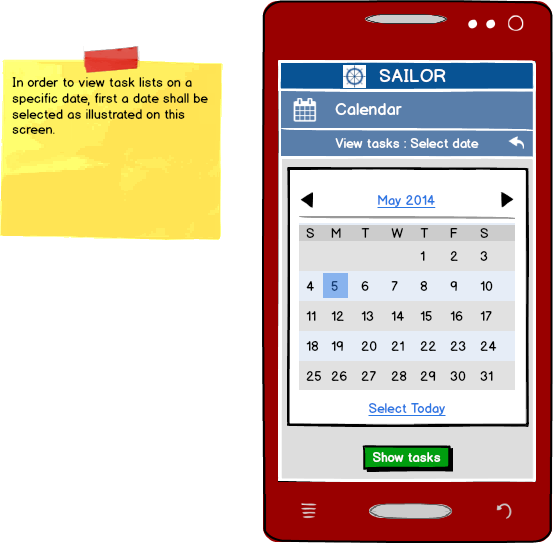 In order to view task lists on a
specific date, first a date shall be
selected as illustrated on this
screen.
SAILOR
Calendar
View tasks : Select date
May 2014
S M T W T F S
1 2 3
4 5 6 7 8 9 10
11 12 13 14 15 16 17
18 19 20 21 22 23 24
25 26 27 28 29 30 31
Select Today
Show tasks